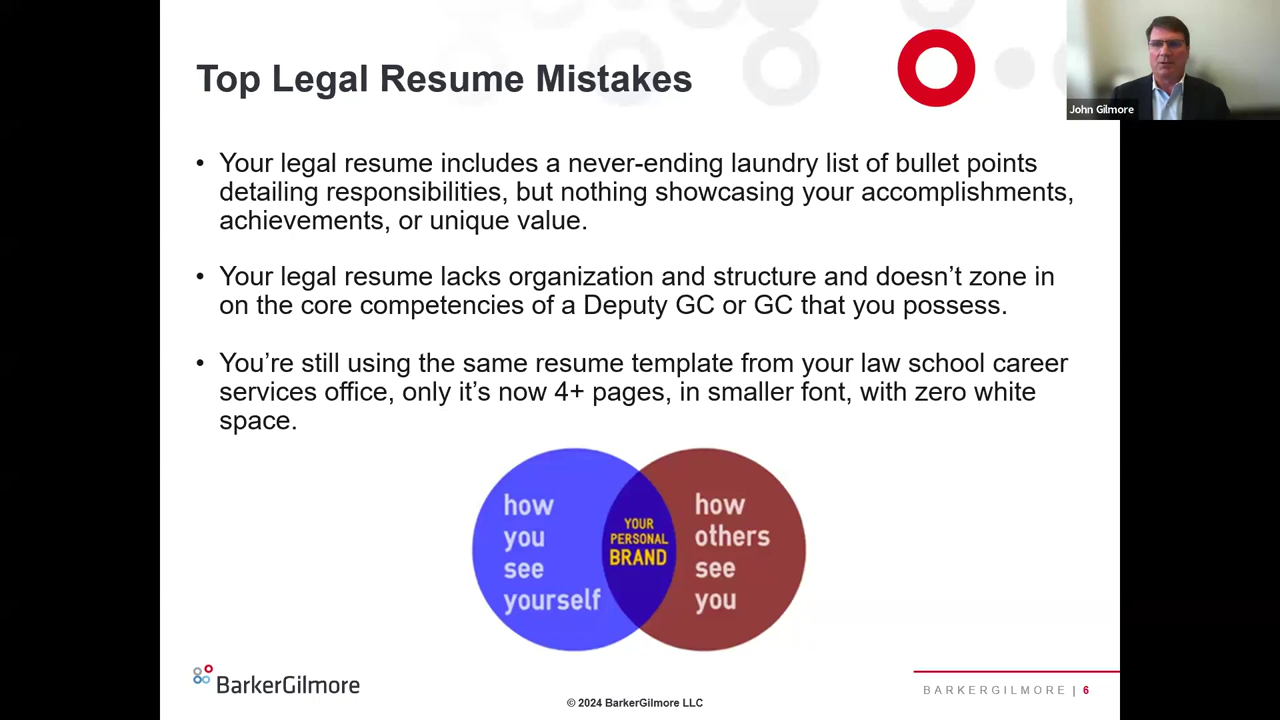 Top Legal Resume Mistakes
John Gilmore
• Your legal resume includes a never-ending laundry list of bullet points
detailing responsibilities, but nothing showcasing your accomplishments,
achievements, or unique value.
• Your legal resume lacks organization and structure and doesn’t zone in
on the core competencies of a Deputy GC or GC that you possess.
• You’re still using the same resume template from your law school career
services office, only it’s now 4+ pages, in smaller font, with zero white
space.
how
you
see
yourself
YOUR
PERSONAL
BRAND
how
others
see
you
BarkerGilmore
© 2024 BarkerGilmore LLC
BARKERGILMORE | 6